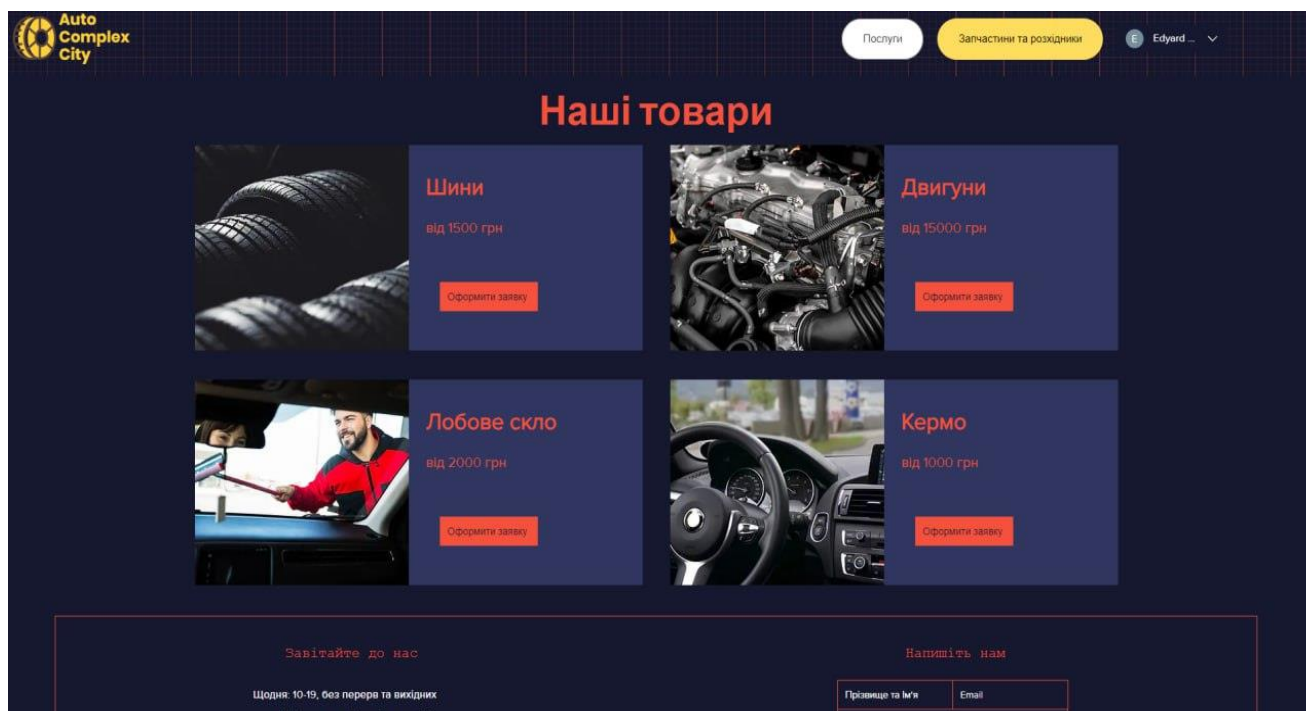 Auto
Complex
City
Послуги
Запчастини та розхідники
E
Edyard ...
Наші товари
Шини
від 1500 грн
Оформити заявку
Двигуни
від 15000 грн
Оформити заявку
Лобове скло
від 2000 грн
Оформити заявку
Кермо
від 1000 грн
Оформити заявку
Завітайте до нас
Щодня: 10-19, без перерв та вихідних
Напишіть нам
Прізвище та Ім'я
Email